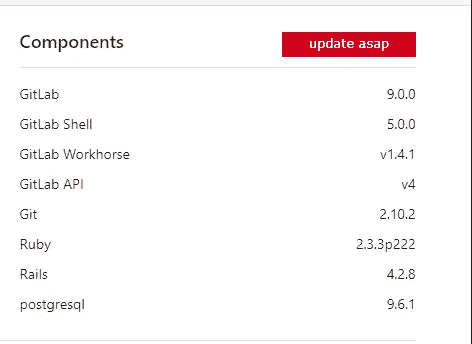 Components update asap
GitLab 9.0.0
GitLab Shell 5.0.0
GitLab Workhorse v1.4.1
GitLab API v4
Git 2.10.2
Ruby 2.3.3p222
Rails 4.2.8
postgresql 9.6.1